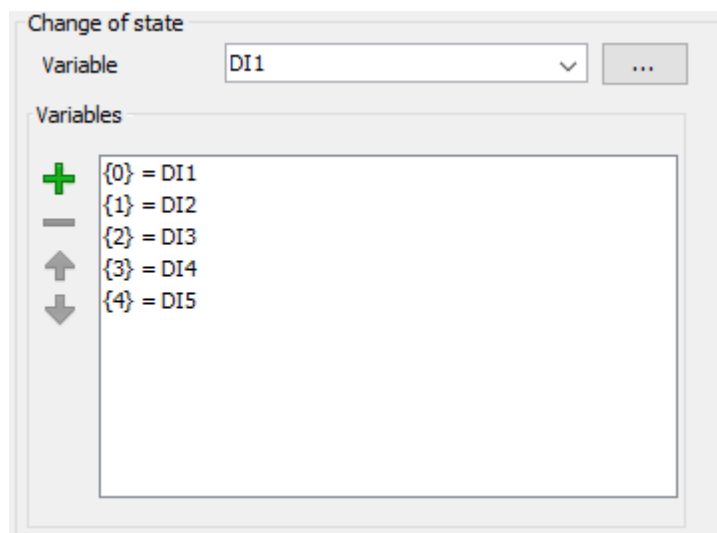 Change of state
Variable DI1 ...
Variables
{0} = DI1
{1} = DI2
{2} = DI3
{3} = DI4
{4} = DI5